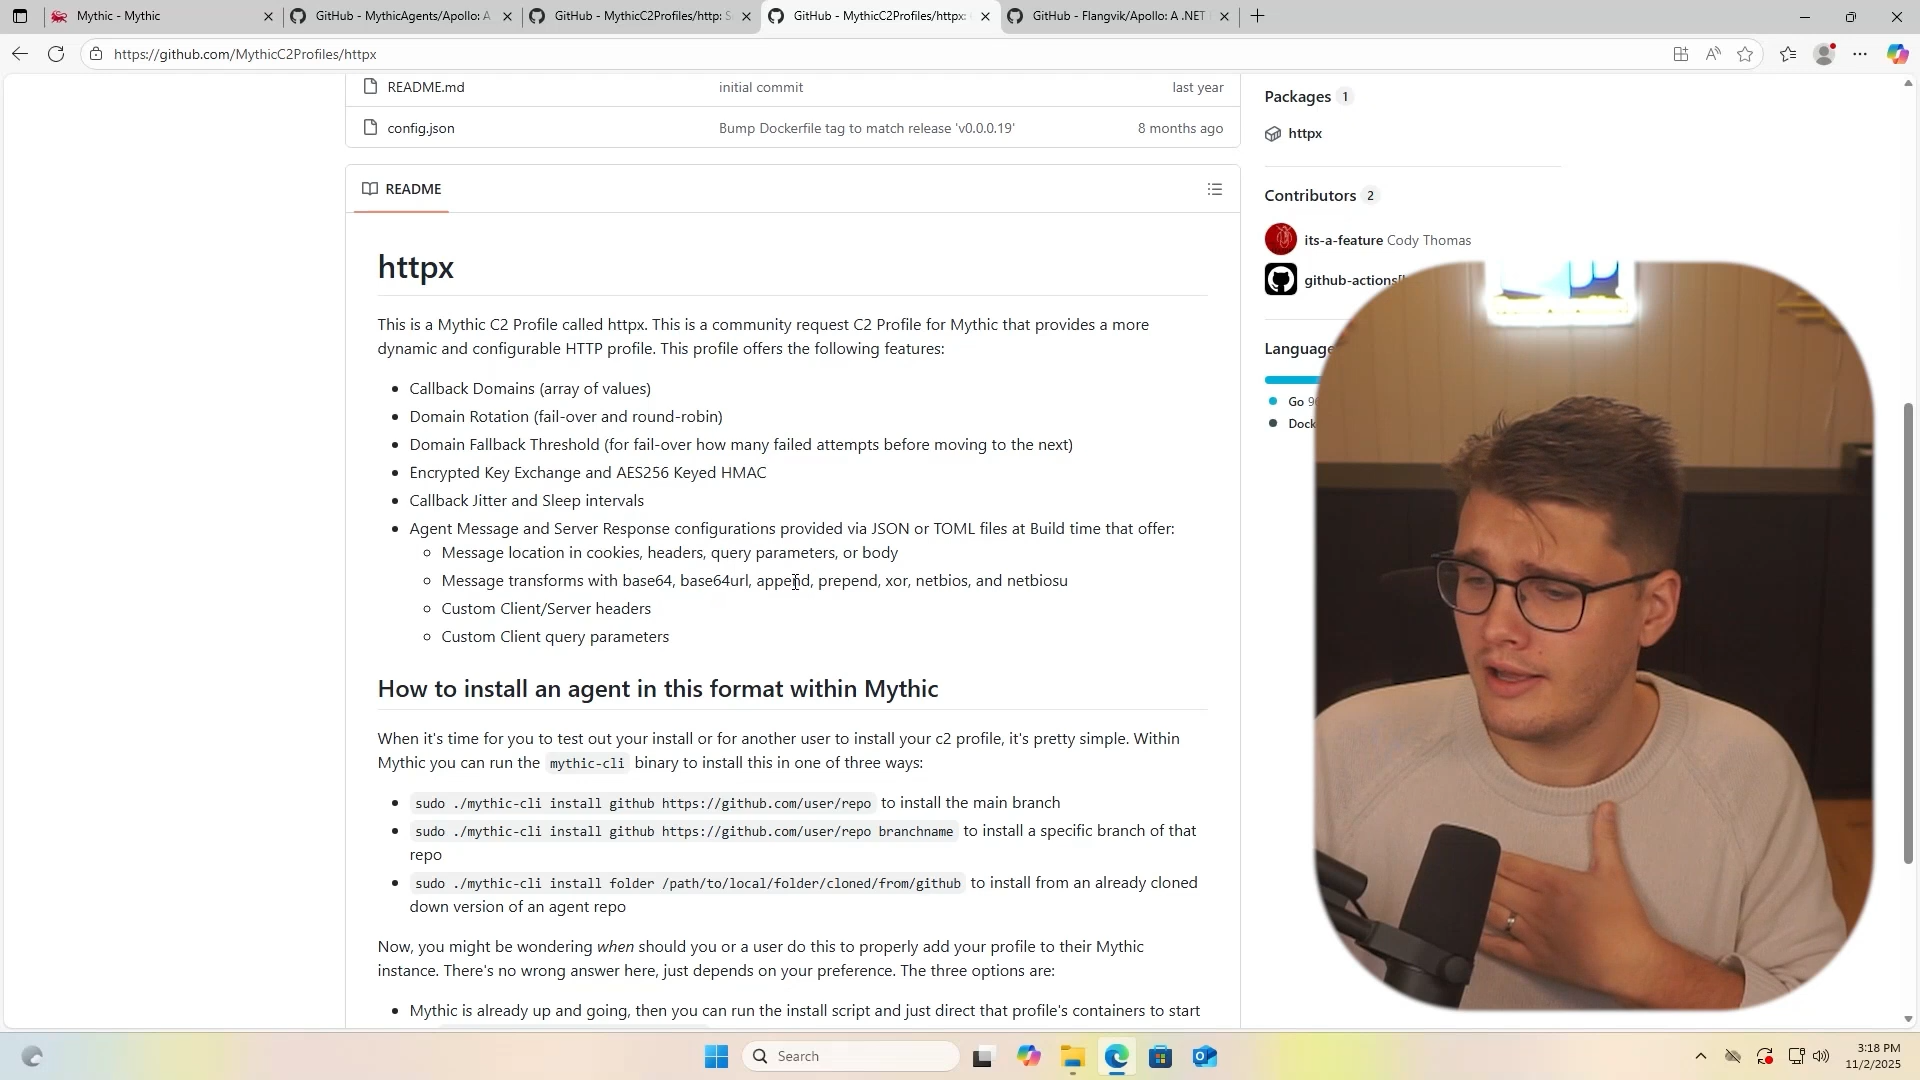 Mythic - Mythic
GitHub - MythicAgents/Apollo: A
GitHub - MythicC2Profiles/http: S
GitHub - MythicC2Profiles/httpx:
GitHub - Flangvik/Apollo: A .NET
https://github.com/MythicC2Profiles/httpx
README.md
initial commit
last year
config.json
Bump Dockerfile tag to match release 'v0.0.0.19'
8 months ago
README
httpx
This is a Mythic C2 Profile called httpx. This is a community request C2 Profile for Mythic that provides a more
dynamic and configurable HTTP profile. This profile offers the following features:
• Callback Domains (array of values)
• Domain Rotation (fail-over and round-robin)
• Domain Fallback Threshold (for fail-over how many failed attempts before moving to the next)
• Encrypted Key Exchange and AES256 Keyed HMAC
• Callback Jitter and Sleep intervals
• Agent Message and Server Response configurations provided via JSON or TOML files at Build time that offer:
◦ Message location in cookies, headers, query parameters, or body
◦ Message transforms with base64, base64url, append, prepend, xor, netbios, and netbiosu
◦ Custom Client/Server headers
◦ Custom Client query parameters
How to install an agent in this format within Mythic
When it's time for you to test out your install or for another user to install your c2 profile, it's pretty simple. Within
Mythic you can run the mythic-cli binary to install this in one of three ways:
• sudo ./mythic-cli install github https://github.com/user/repo to install the main branch
• sudo ./mythic-cli install github https://github.com/user/repo branchname to install a specific branch of that
repo
• sudo ./mythic-cli install folder /path/to/local/folder/cloned/from/github to install from an already cloned
down version of an agent repo
Now, you might be wondering when should you or a user do this to properly add your profile to their Mythic
instance. There's no wrong answer here, just depends on your preference. The three options are:
• Mythic is already up and going, then you can run the install script and just direct that profile's containers to start
Packages 1
httpx
Contributors 2
its-a-feature Cody Thomas
github-actions[
Language
Go 9
Dock
Search
3:18 PM
11/2/2025